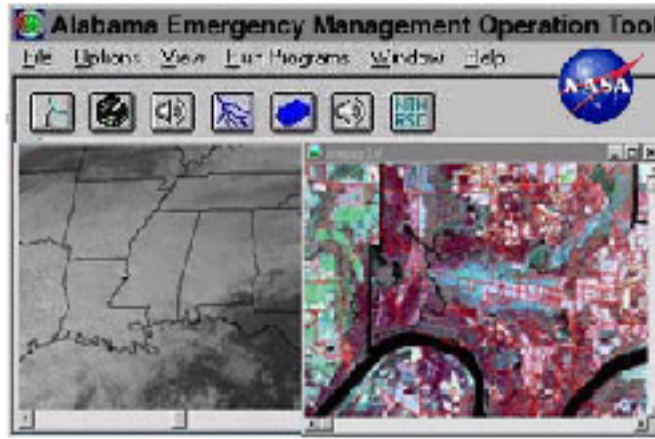 Alabama Emergency Management Operation Tool
File Options View Run Programs Window Help
NASA